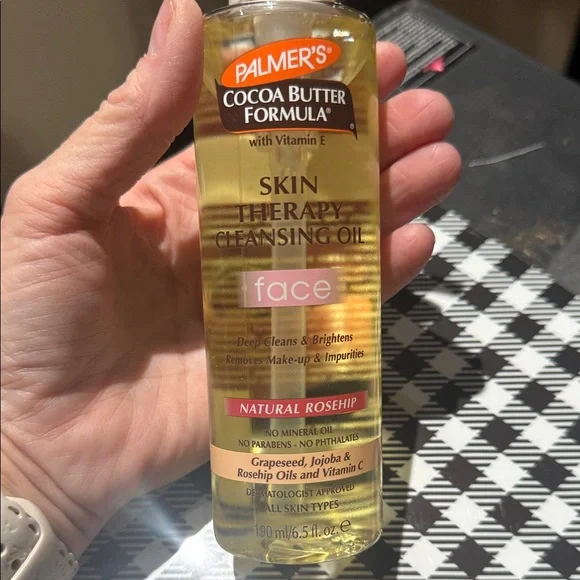 PALMER'S®
COCOA BUTTER
FORMULA®
with Vitamin E
SKIN
THERAPY
CLEANSING OIL
face
Deep Cleans & Brightens
Removes Make-up & Impurities
NATURAL ROSEHIP
NO MINERAL OIL
NO PARABENS - NO PHTHALATES
Grapeseed, Jojoba &
Rosehip Oils and Vitamin C
DERMATOLOGIST APPROVED
ALL SKIN TYPES
190 ml/6.5 fl. oz. ℮